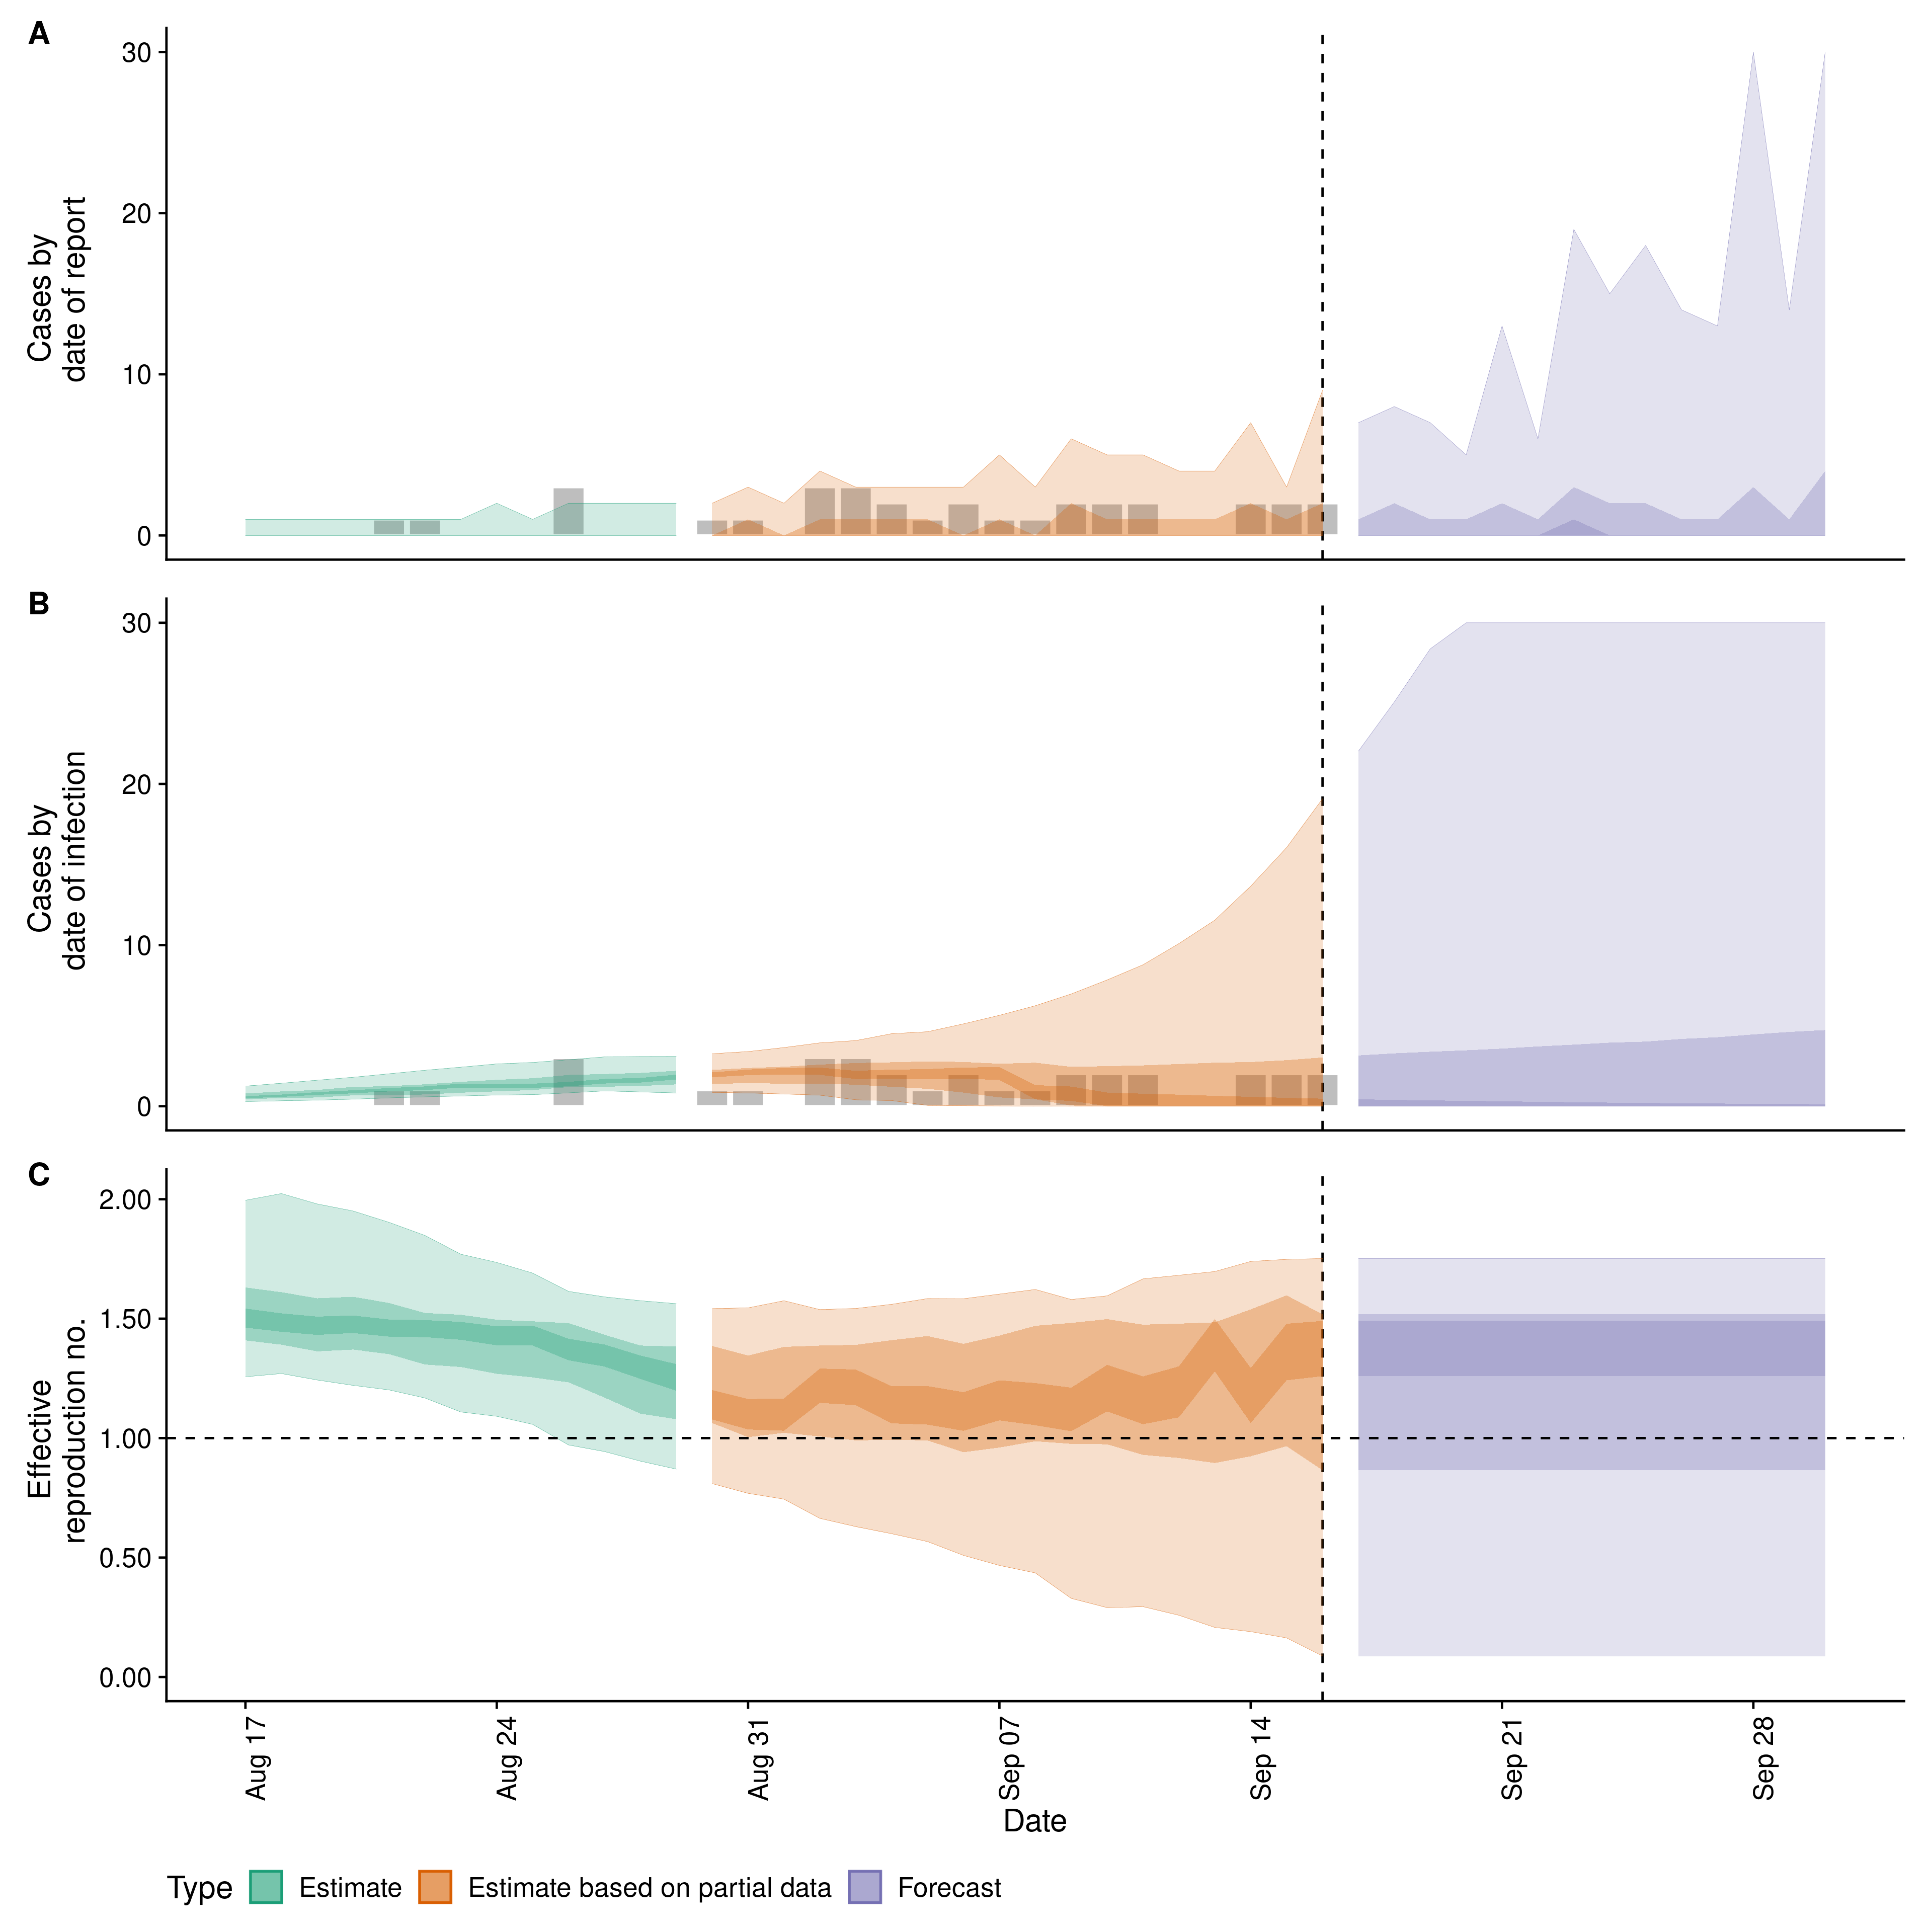 A
30
20
10
0
Cases by
date of report
B
30
20
10
0
Cases by
date of infection
C
2.00
1.50
1.00
0.50
0.00
Effective
reproduction no.
Aug 17
Aug 24
Aug 31
Sep 07
Sep 14
Sep 21
Sep 28
Date
Type Estimate Estimate based on partial data Forecast